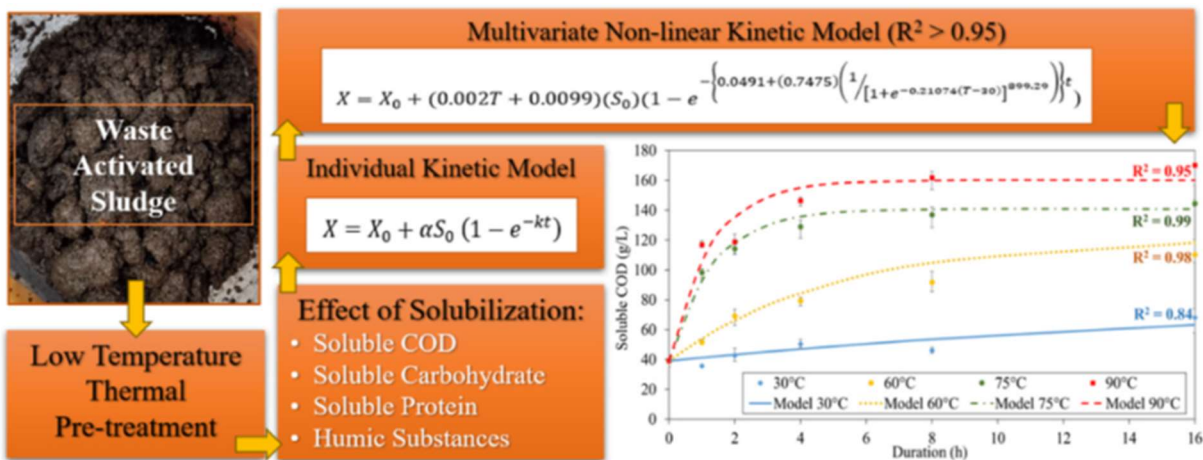 Waste
Activated
Sludge
Low Temperature
Thermal
Pre-treatment
Effect of Solubilization:
• Soluble COD
• Soluble Carbohydrate
• Soluble Protein
• Humic Substances
Individual Kinetic Model
X = X₀ + αS₀ (1 − e^{−kt})
Multivariate Non-linear Kinetic Model (R² > 0.95)
X = X₀ + (0.002T + 0.0099)(S₀)(1 − e^{−{0.0491+(0.7475)(1/[1+e^{−0.21074(T−30)}]^{899.29})}t})
Soluble COD (g/L)
180
160
140
120
100
80
60
40
20
0
R² = 0.95
R² = 0.99
R² = 0.98
R² = 0.84
30°C 60°C 75°C 90°C
Model 30°C Model 60°C Model 75°C Model 90°C
0 2 4 6 8 10 12 14 16
Duration (h)